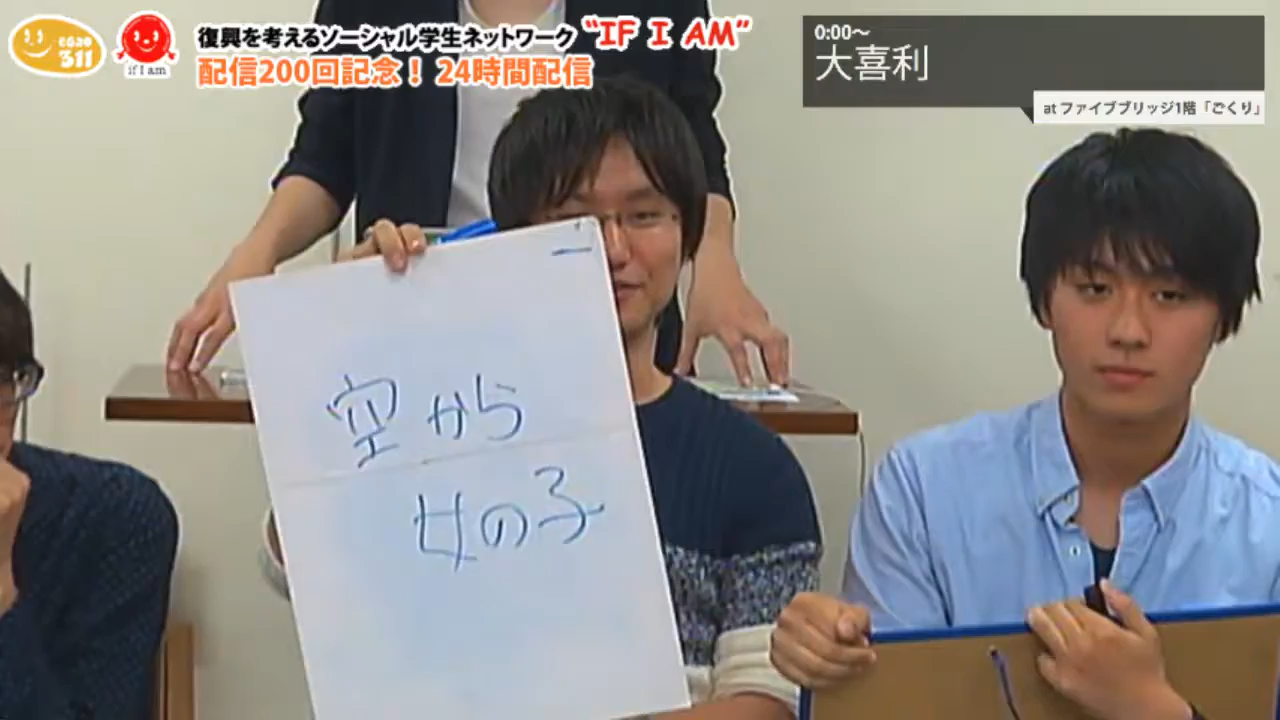 case
311
if I am
復興を考えるソーシャル学生ネットワーク "IF I AM"
配信200回記念！ 24時間配信
0:00〜
大喜利
at ファイブブリッジ1階「ごくり」
空から
女の子